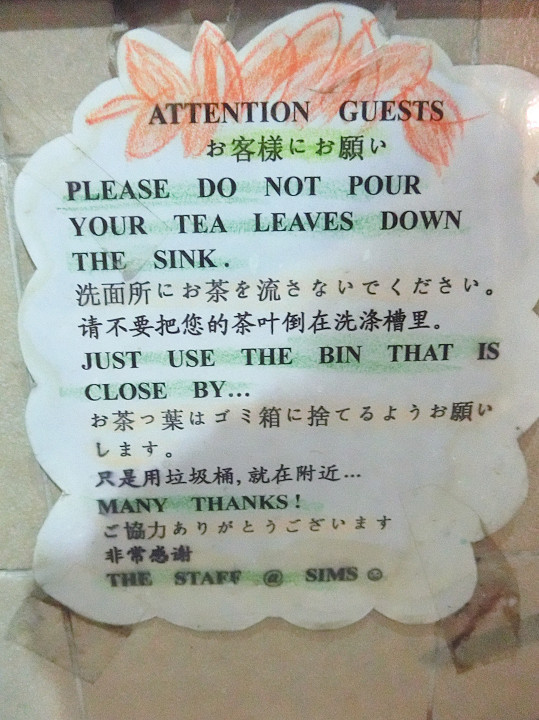 ATTENTION GUESTS
お客様にお願い
PLEASE DO NOT POUR
YOUR TEA LEAVES DOWN
THE SINK.
洗面所にお茶を流さないでください。
请不要把您的茶叶倒在洗涤槽里。
JUST USE THE BIN THAT IS
CLOSE BY...
お茶っ葉はゴミ箱に捨てるようお願い
します。
只是用垃圾桶,就在附近...
MANY THANKS!
ご協力ありがとうございます
非常感谢
THE STAFF @ SIMS ☺